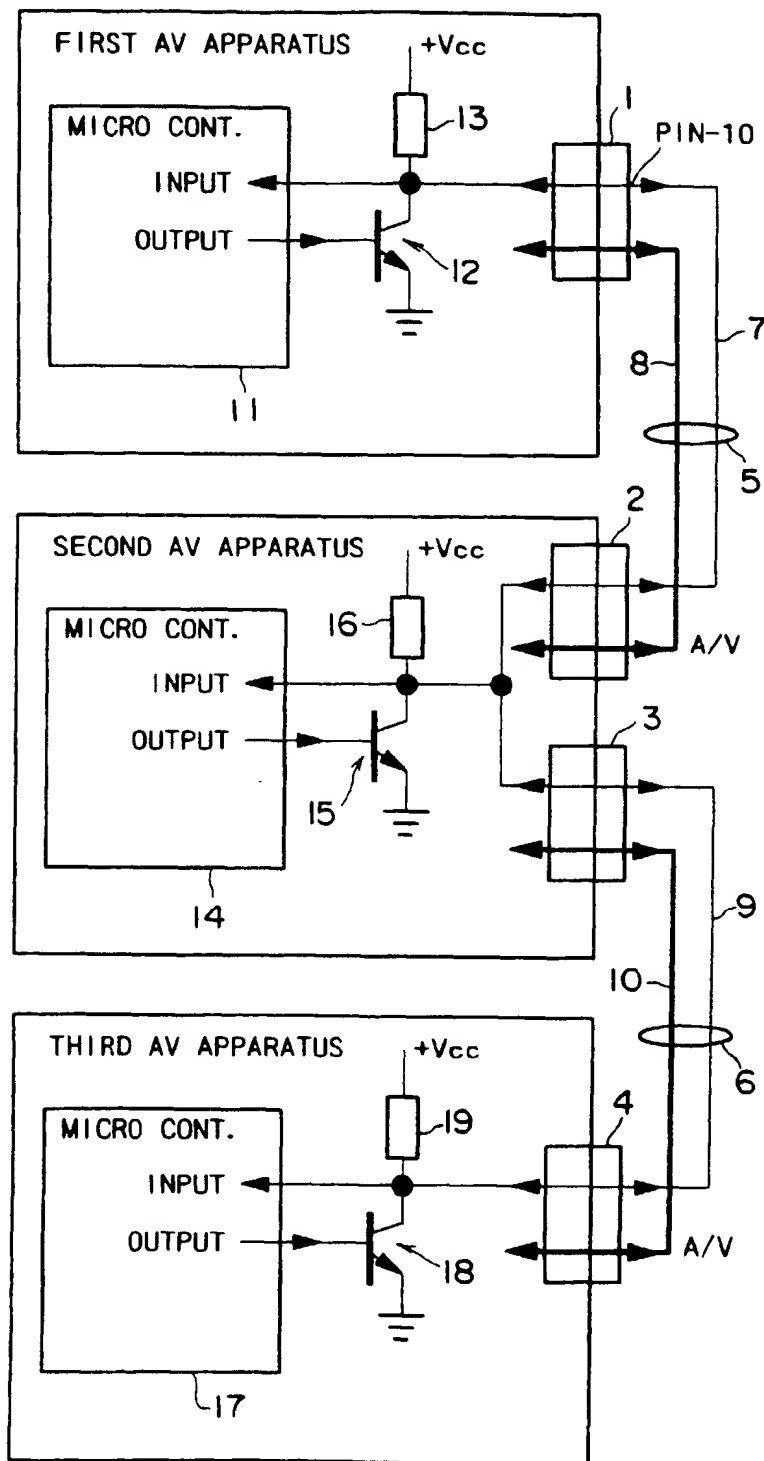 FIRST AV APPARATUS
+Vcc
1
13
PIN-10
MICRO CONT.
INPUT
OUTPUT
12
11
7
8
5
SECOND AV APPARATUS
+Vcc
2
16
MICRO CONT.
INPUT
A/V
OUTPUT
3
15
14
9
10
THIRD AV APPARATUS
+Vcc
6
19
4
MICRO CONT.
INPUT
OUTPUT
A/V
18
17